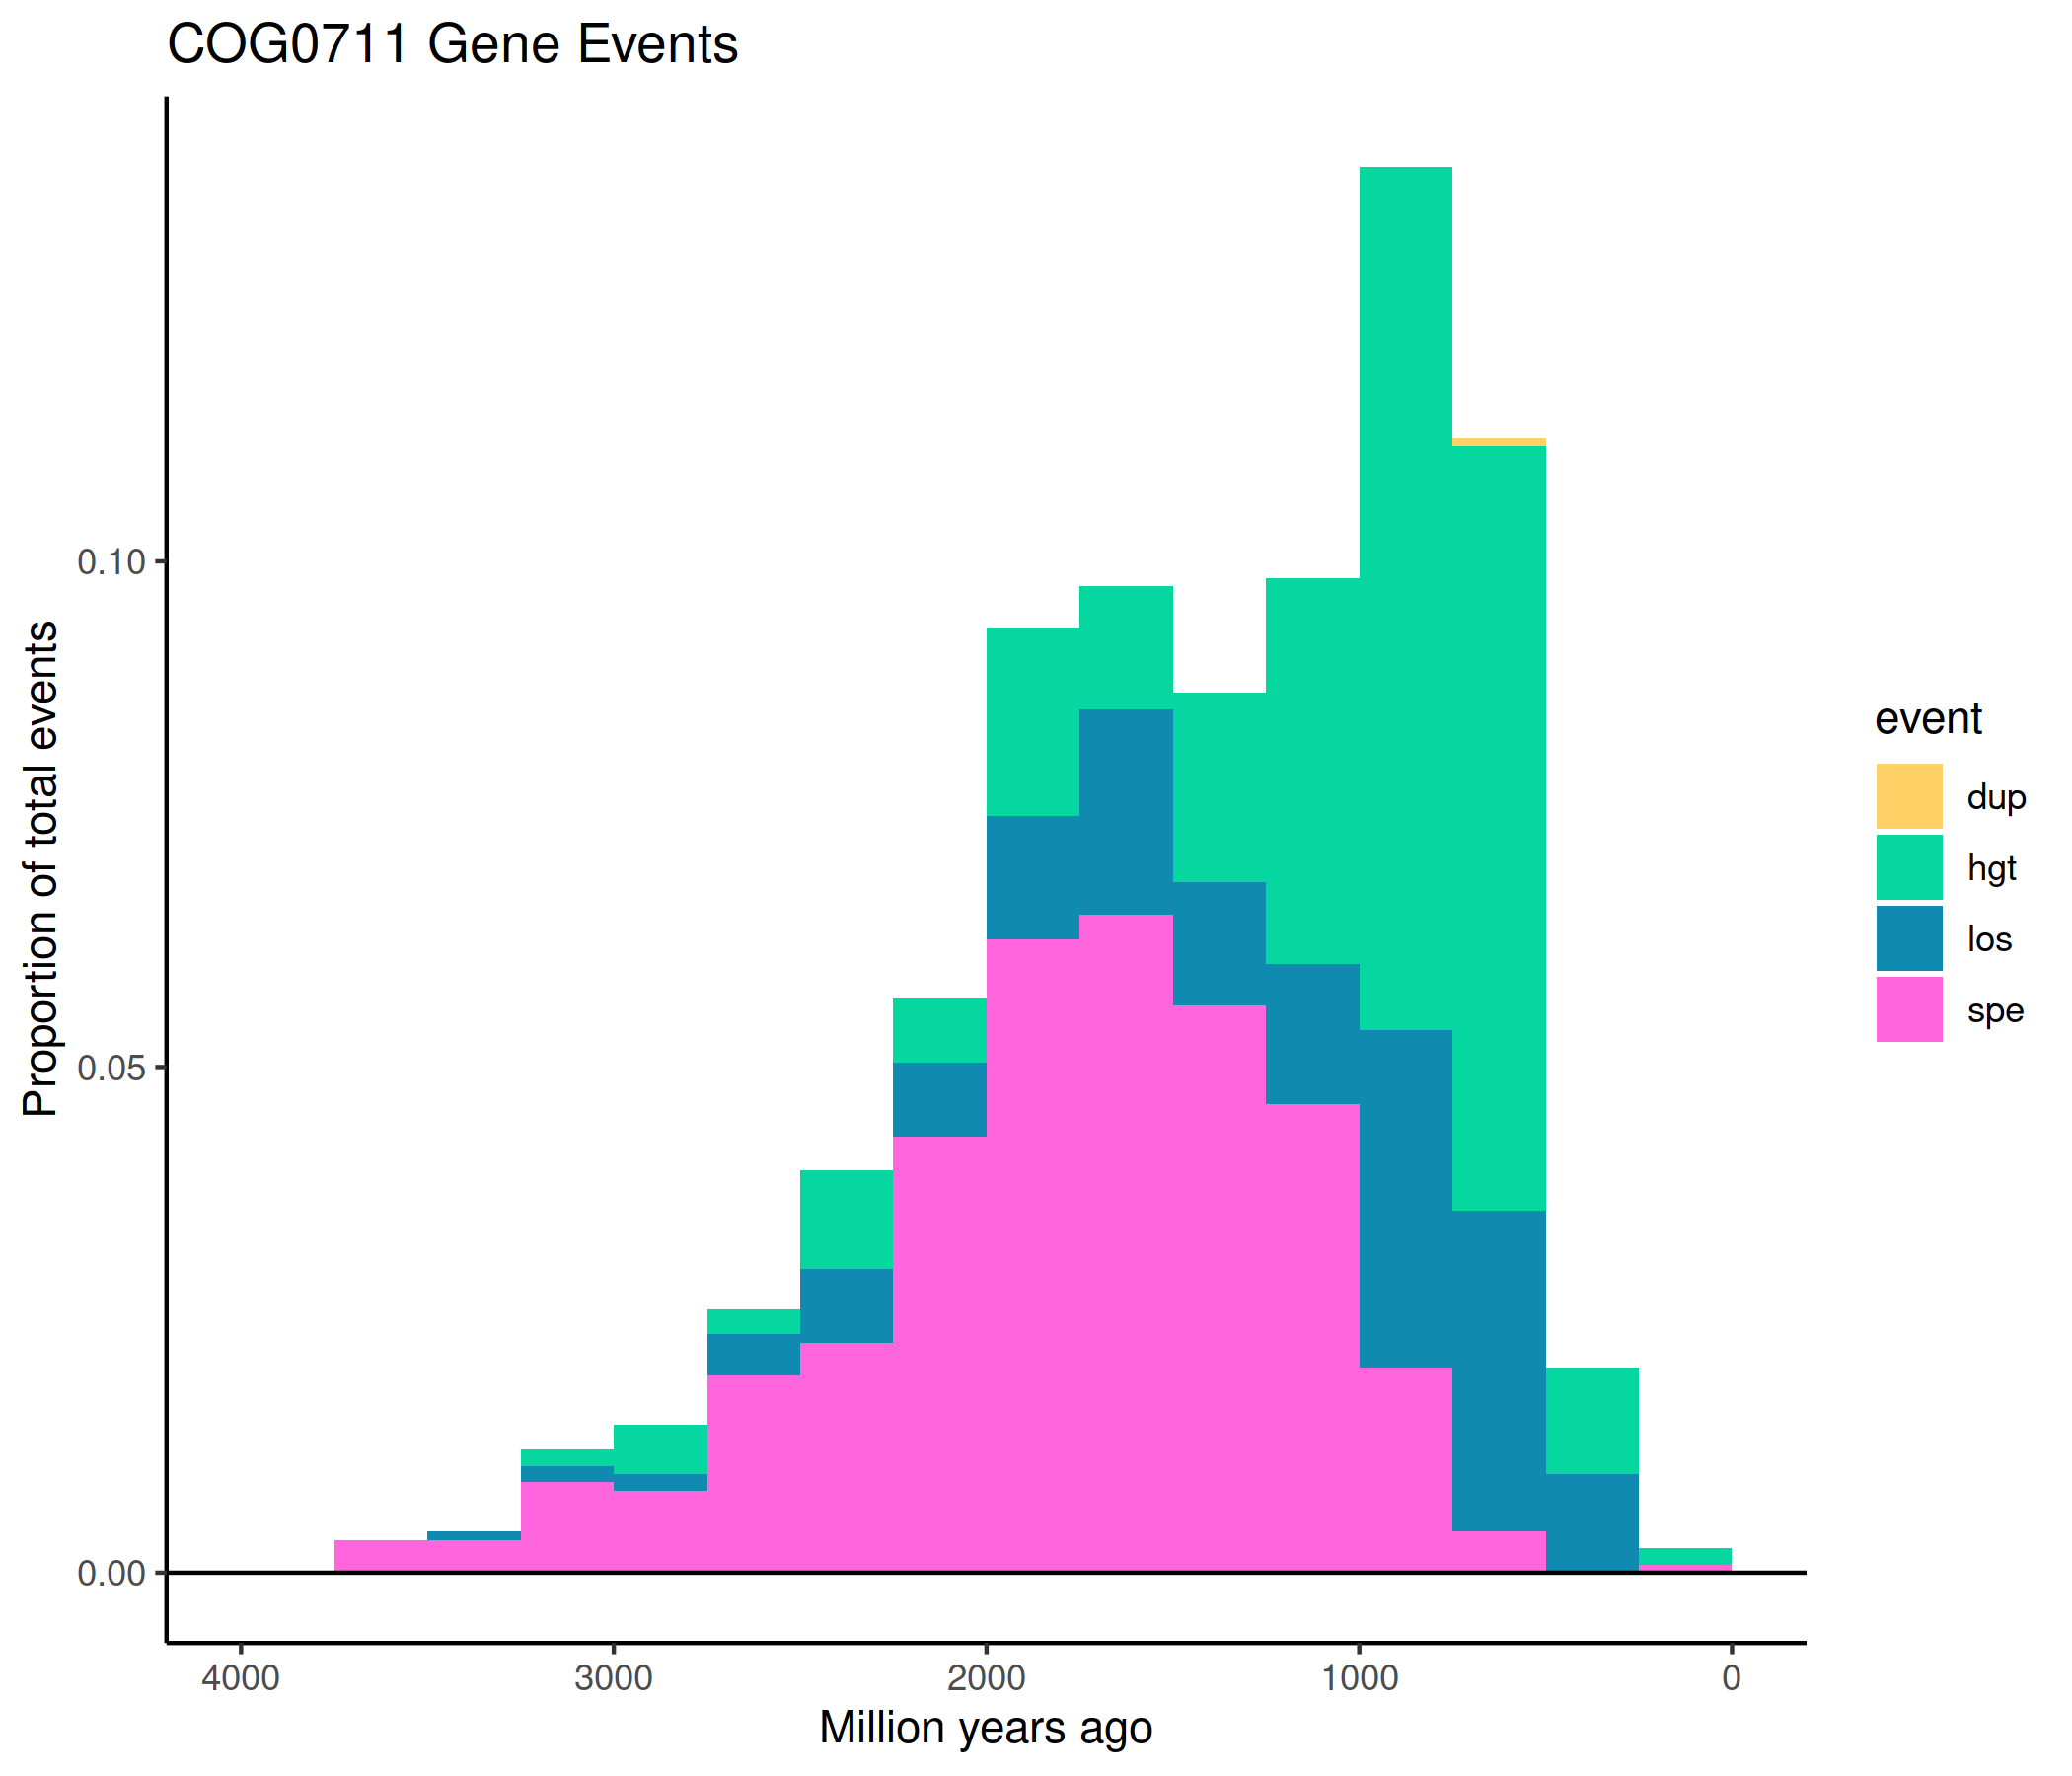 COG0711 Gene Events
Proportion of total events
0.10
0.05
0.00
4000 3000 2000 1000 0
Million years ago
event
dup
hgt
los
spe